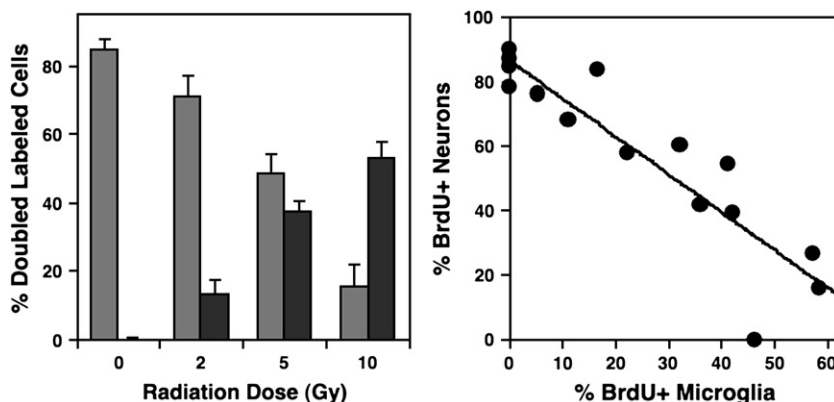 % Doubled Labeled Cells
80
60
40
20
0
0 2 5 10
Radiation Dose (Gy)
% BrdU+ Neurons
100
80
60
40
20
0
0 10 20 30 40 50 60
% BrdU+ Microglia